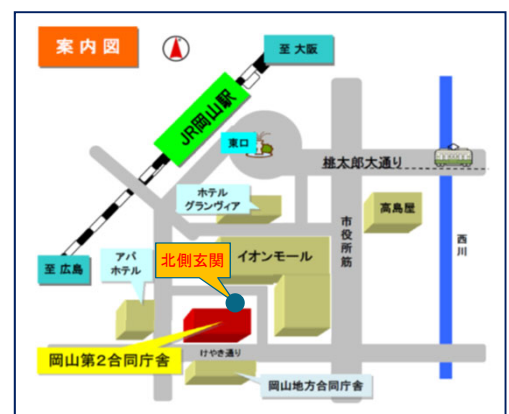 案内図
至 大阪
JR岡山駅
東口
桃太郎大通り
ホテル
グランヴィア
高島屋
市役所筋
西川
アパ
ホテル
北側玄関
イオンモール
至 広島
岡山第2合同庁舎
けやき通り
岡山地方合同庁舎